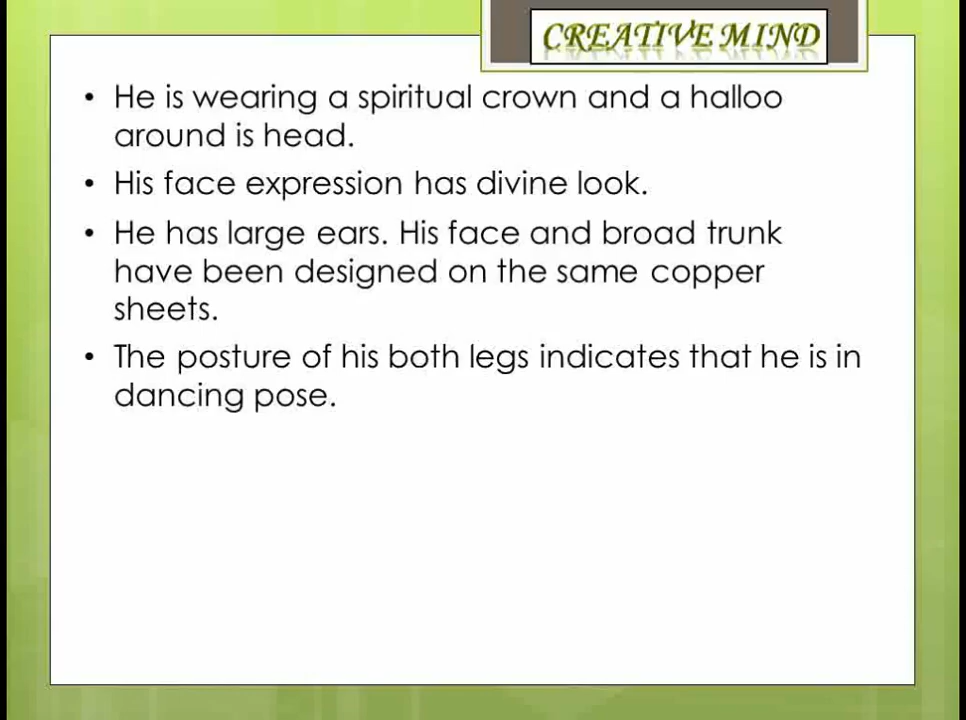 CREATIVE MIND
• He is wearing a spiritual crown and a halloo
around is head.
• His face expression has divine look.
• He has large ears. His face and broad trunk
have been designed on the same copper
sheets.
• The posture of his both legs indicates that he is in
dancing pose.